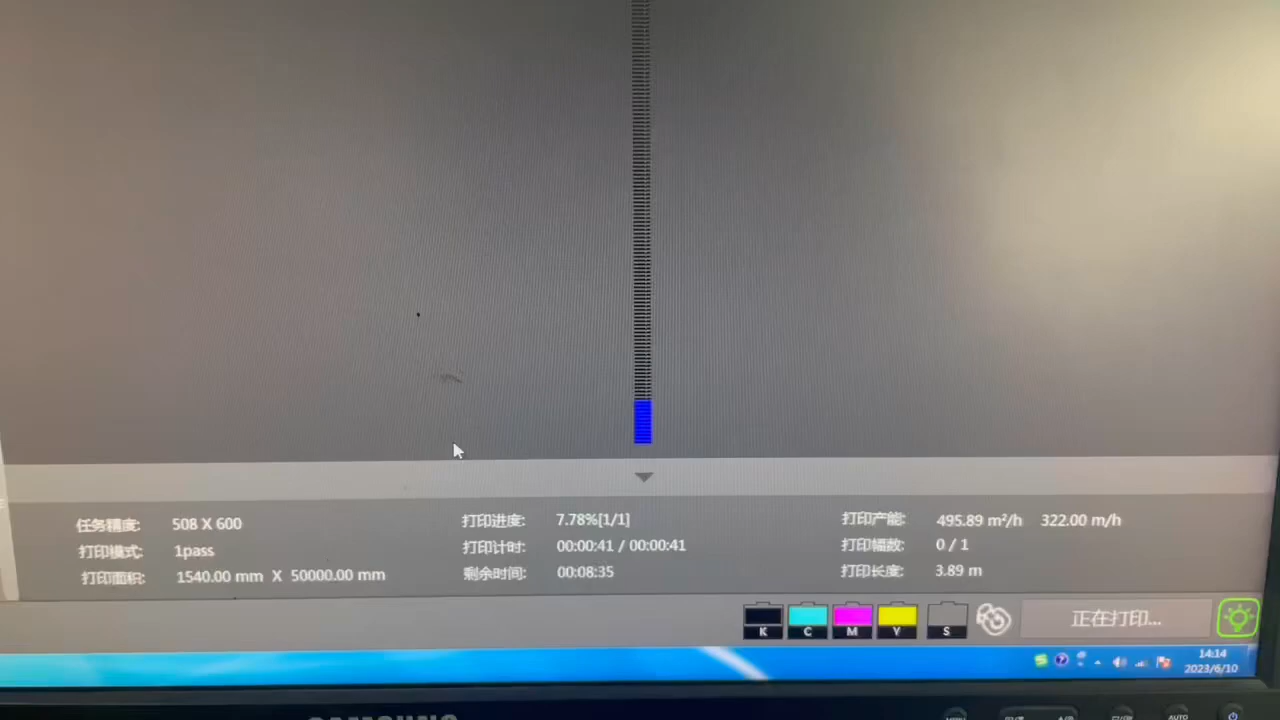 任务精度: 508 X 600
打印模式: 1pass
打印面积: 1540.00 mm X 50000.00 mm
打印进度: 7.78%[1/1]
打印计时: 00:00:41 / 00:00:41
剩余时间: 00:08:35
打印产能: 495.89 m²/h 322.00 m/h
打印幅数: 0 / 1
打印长度: 3.89 m
K C M Y S
正在打印...
14:14
2023/6/10
SAMSUNG
MENU AUTO